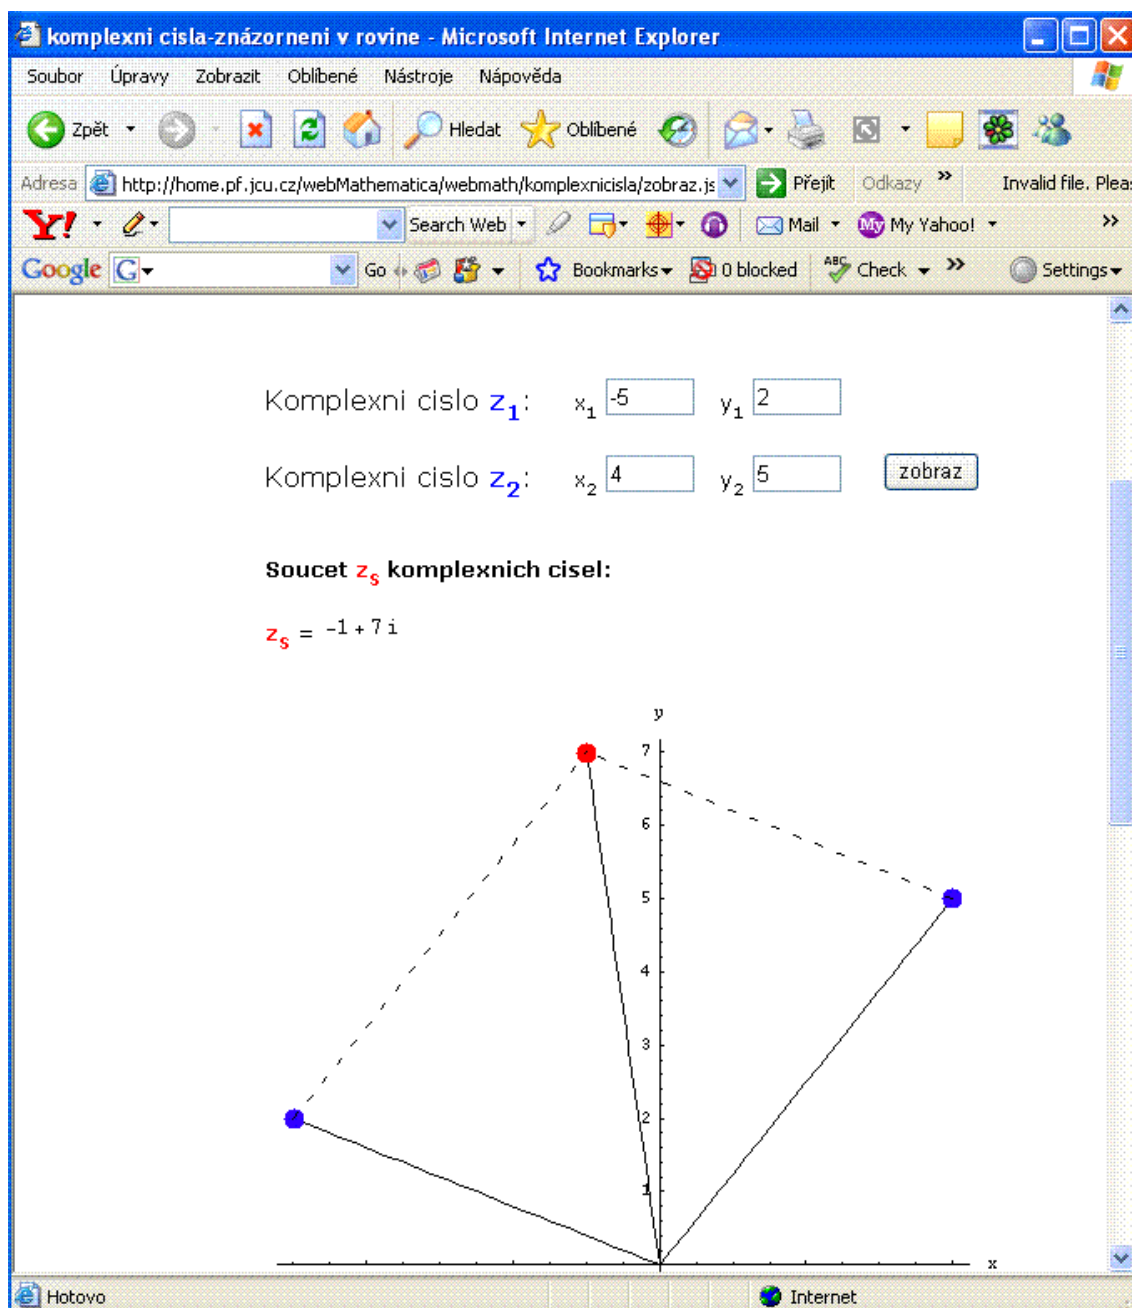 komplexni cisla-znázorneni v rovine - Microsoft Internet Explorer
Soubor Úpravy Zobrazit Oblíbené Nástroje Nápověda
Zpět Hledat Oblíbené
Adresa http://home.pf.jcu.cz/webMathematica/webmath/komplexnicisla/zobraz.js Přejít Odkazy >> Invalid file. Pleas
Y! Search Web Mail My My Yahoo! >>
Google G Go Bookmarks 0 blocked ABC Check >> Settings
Komplexni cislo z1: x1 -5 y1 2
Komplexni cislo z2: x2 4 y2 5 zobraz
Soucet zs komplexnich cisel:
zs = -1 + 7 i
y
7
6
5
4
3
2
1
x
Hotovo Internet